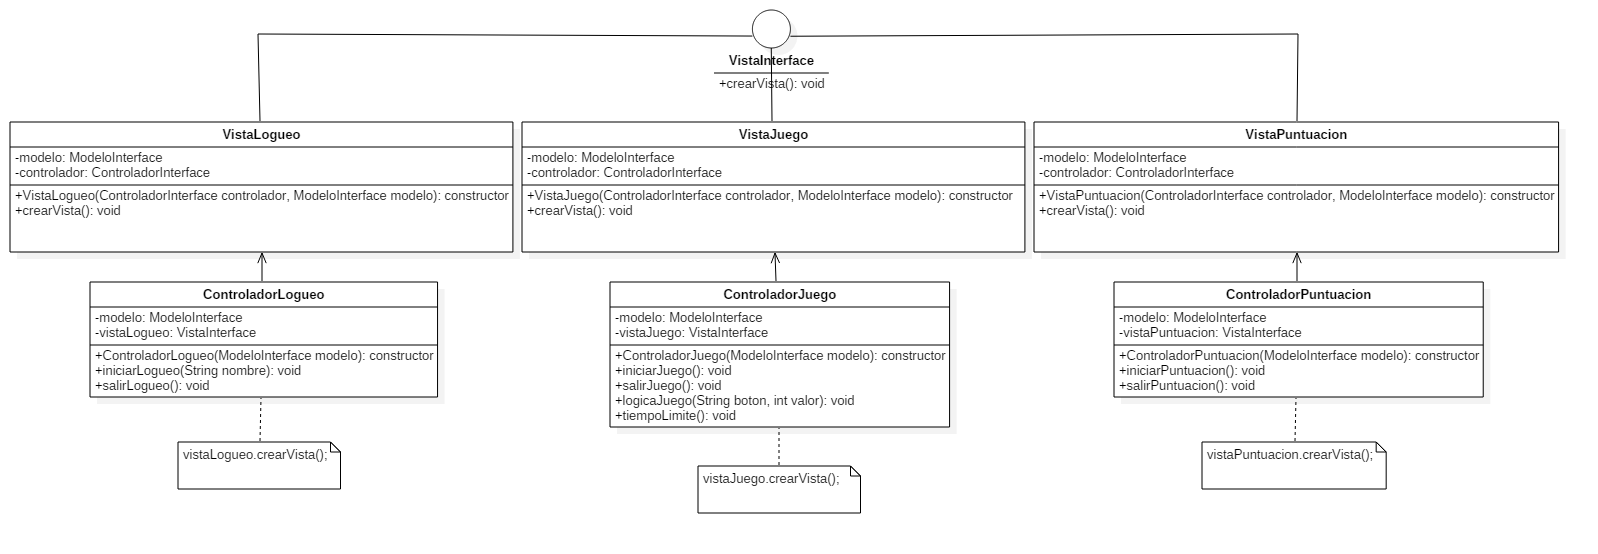 VistaInterface
+crearVista(): void
VistaLogueo
-modelo: ModeloInterface
-controlador: ControladorInterface
+VistaLogueo(ControladorInterface controlador, ModeloInterface modelo): constructor
+crearVista(): void
VistaJuego
-modelo: ModeloInterface
-controlador: ControladorInterface
+VistaJuego(ControladorInterface controlador, ModeloInterface modelo): constructor
+crearVista(): void
VistaPuntuacion
-modelo: ModeloInterface
-controlador: ControladorInterface
+VistaPuntuacion(ControladorInterface controlador, ModeloInterface modelo): constructor
+crearVista(): void
ControladorLogueo
-modelo: ModeloInterface
-vistaLogueo: VistaInterface
+ControladorLogueo(ModeloInterface modelo): constructor
+iniciarLogueo(String nombre): void
+salirLogueo(): void
ControladorJuego
-modelo: ModeloInterface
-vistaJuego: VistaInterface
+ControladorJuego(ModeloInterface modelo): constructor
+iniciarJuego(): void
+salirJuego(): void
+logicaJuego(String boton, int valor): void
+tiempoLimite(): void
ControladorPuntuacion
-modelo: ModeloInterface
-vistaPuntuacion: VistaInterface
+ControladorPuntuacion(ModeloInterface modelo): constructor
+iniciarPuntuacion(): void
+salirPuntuacion(): void
vistaLogueo.crearVista();
vistaJuego.crearVista();
vistaPuntuacion.crearVista();